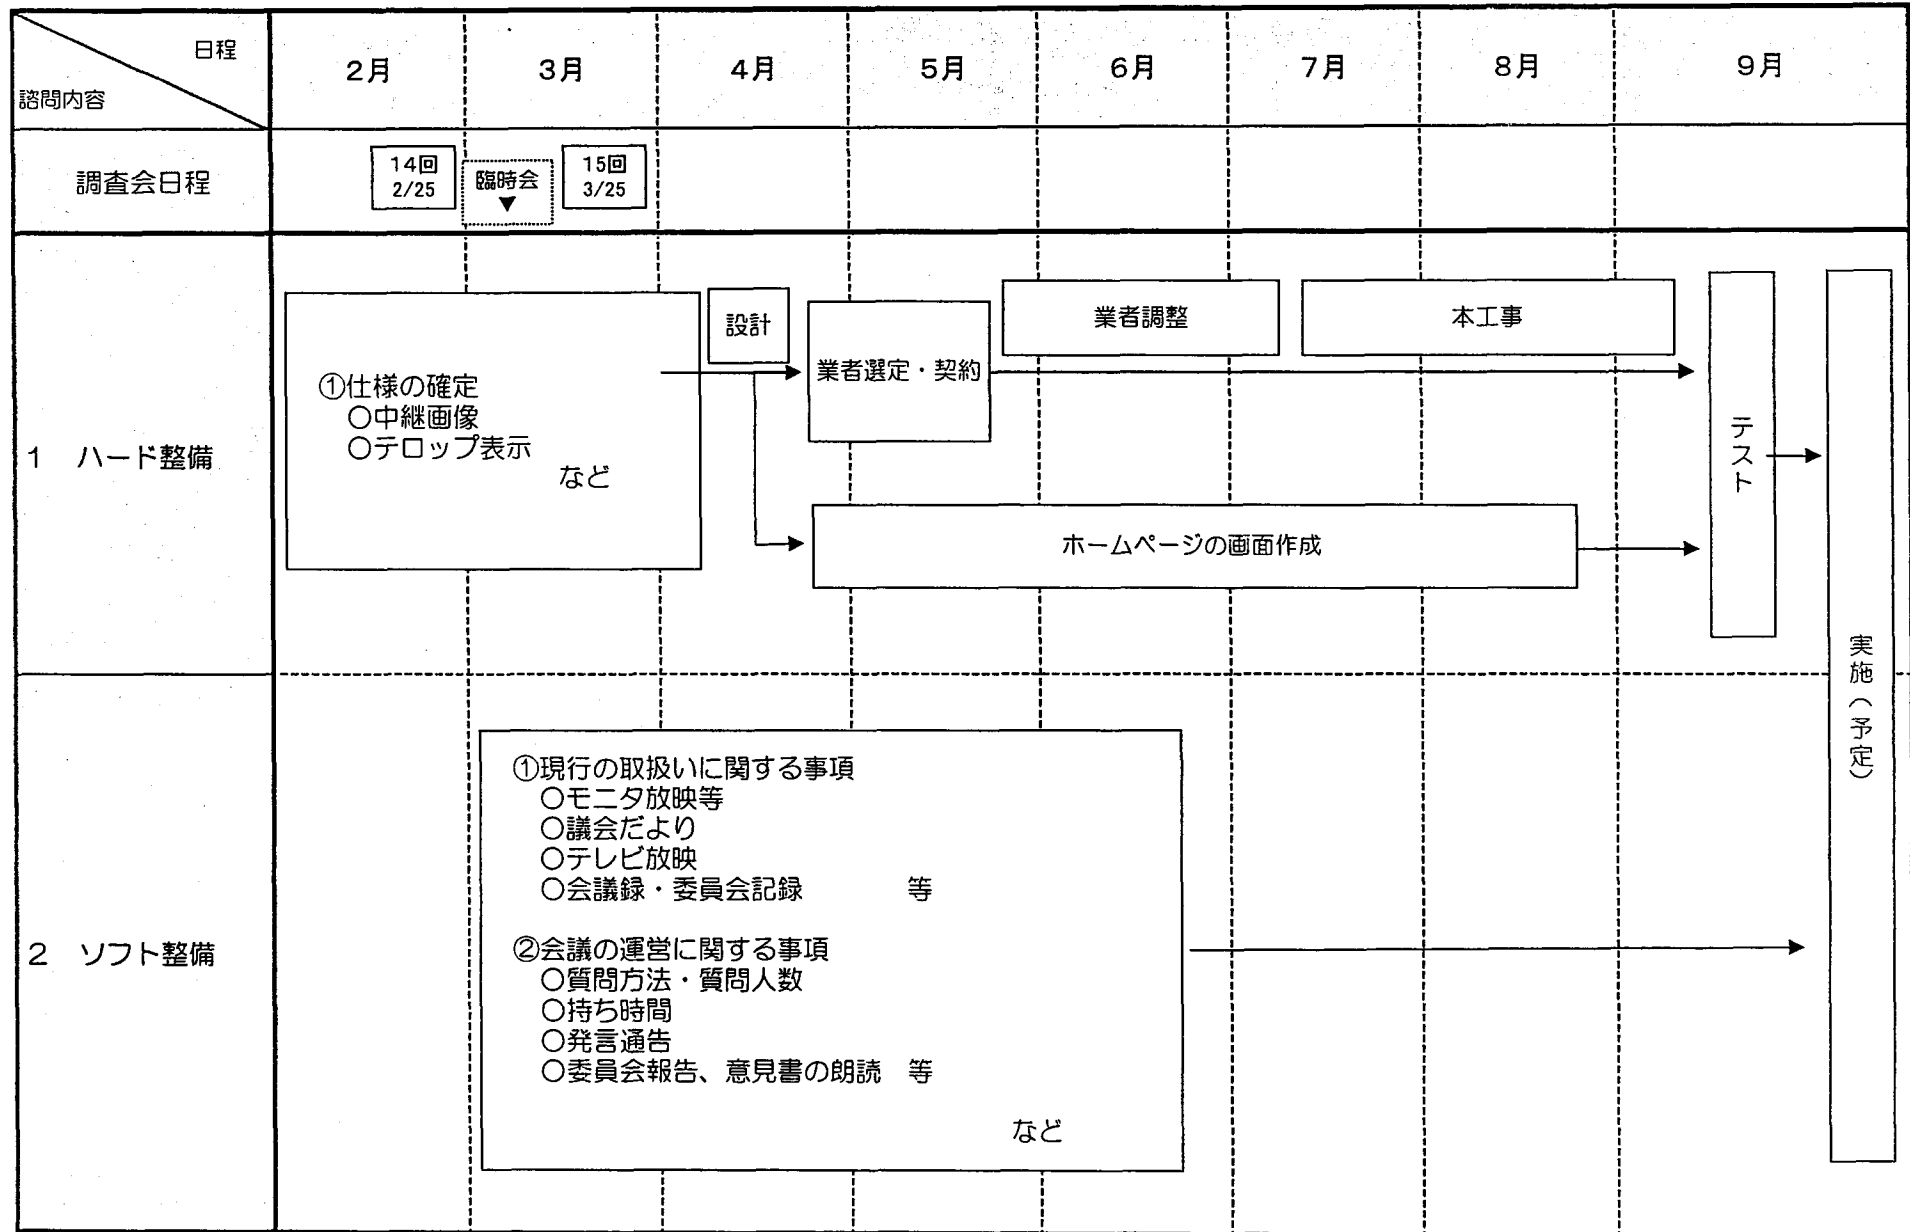 日程
諮問内容
2月
3月
4月
5月
6月
7月
8月
9月
調査会日程
14回
2/25
臨時会
▼
15回
3/25
1 ハード整備
①仕様の確定
○中継画像
○テロップ表示
など
設計
業者選定・契約
業者調整
本工事
ホームページの画面作成
テスト
実施(予定)
2 ソフト整備
①現行の取扱いに関する事項
○モニタ放映等
○議会だより
○テレビ放映
○会議録・委員会記録 等
②会議の運営に関する事項
○質問方法・質問人数
○持ち時間
○発言通告
○委員会報告、意見書の朗読 等
など